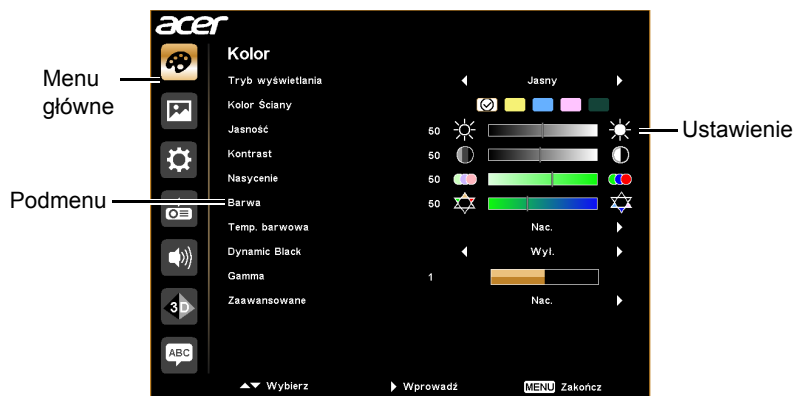 acer
Kolor
Menu główne
Tryb wyświetlania Jasny
Kolor Ściany
Jasność 50
Ustawienie
Kontrast 50
Nasycenie 50
Podmenu
Barwa 50
Temp. barwowa Nac.
Dynamic Black Wył.
Gamma 1
3D
Zaawansowane Nac.
ABC
Wybierz Wprowadź MENU Zakończ